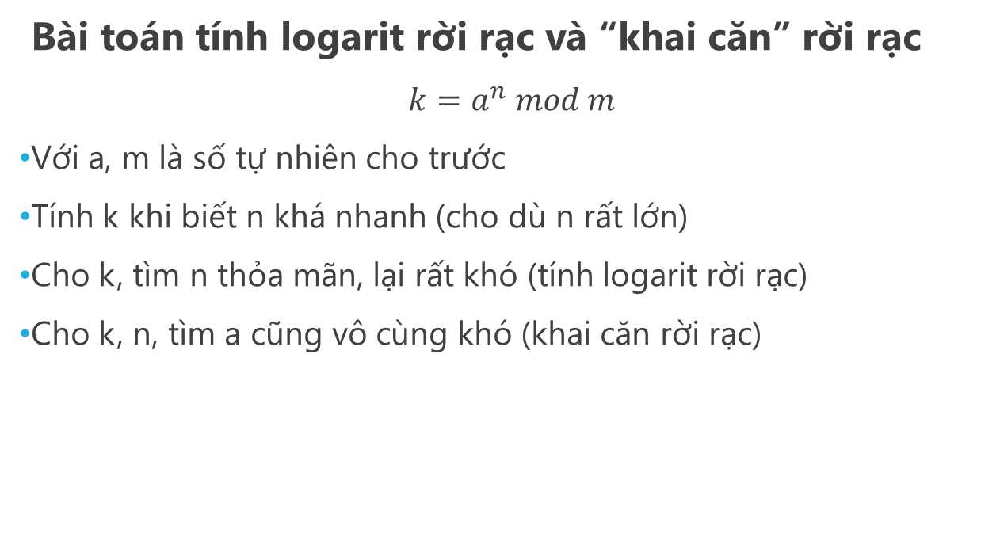 Bài toán tính logarit rời rạc và “khai căn” rời rạc
k = aⁿ mod m
•Với a, m là số tự nhiên cho trước
•Tính k khi biết n khá nhanh (cho dù n rất lớn)
•Cho k, tìm n thỏa mãn, lại rất khó (tính logarit rời rạc)
•Cho k, n, tìm a cũng vô cùng khó (khai căn rời rạc)